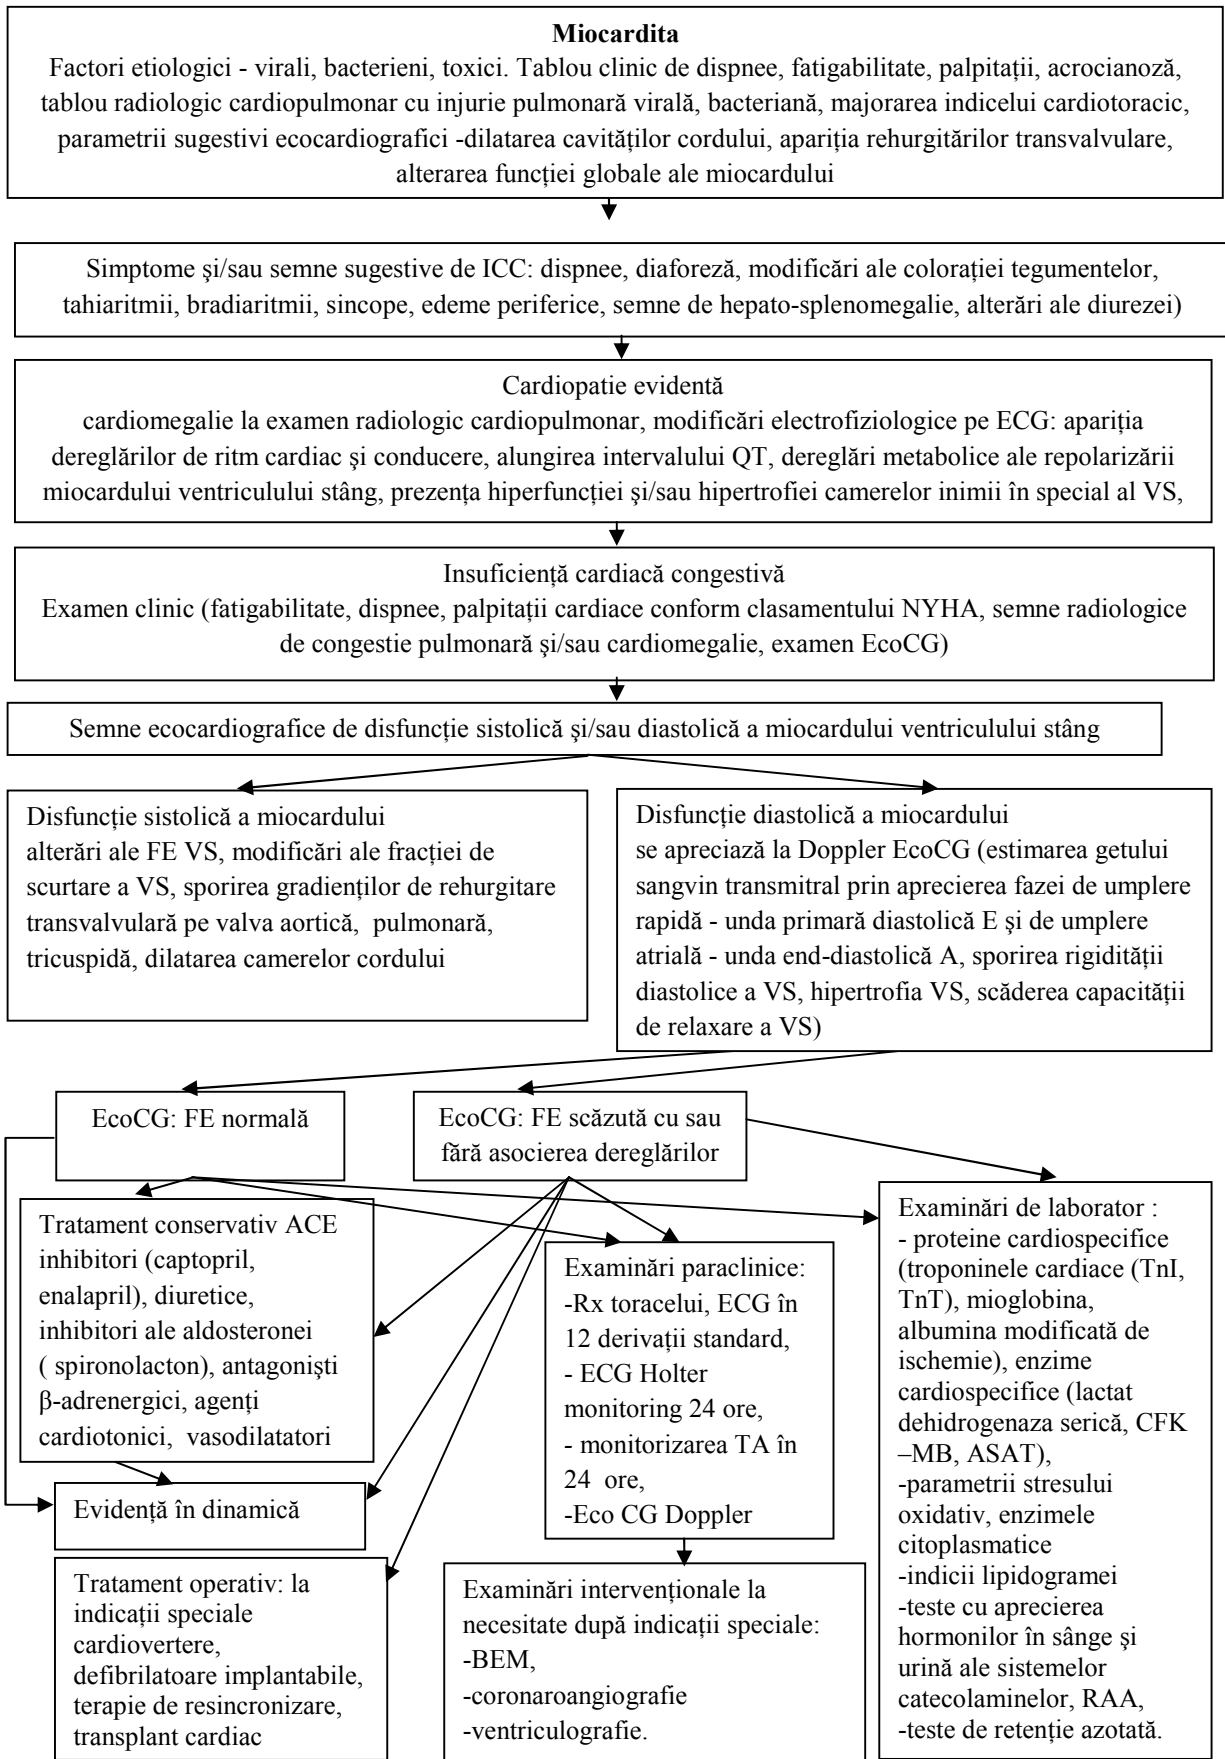 Miocardita
Factori etiologici - virali, bacterieni, toxici. Tablou clinic de dispnee, fatigabilitate, palpitații, acrocianoză,
tablou radiologic cardiopulmonar cu injurie pulmonară virală, bacteriană, majorarea indicelui cardiotoracic,
parametrii sugestivi ecocardiografici -dilatarea cavităților cordului, apariția rehurgitărilor transvalvulare,
alterarea funcției globale ale miocardului
Simptome şi/sau semne sugestive de ICC: dispnee, diaforeză, modificări ale colorației tegumentelor,
tahiaritmii, bradiaritmii, sincope, edeme periferice, semne de hepato-splenomegalie, alterări ale diurezei)
Cardiopatie evidentă
cardiomegalie la examen radiologic cardiopulmonar, modificări electrofiziologice pe ECG: apariția
dereglărilor de ritm cardiac şi conducere, alungirea intervalului QT, dereglări metabolice ale repolarizării
miocardului ventriculului stâng, prezența hiperfuncției şi/sau hipertrofiei camerelor inimii în special al VS,
Insuficiență cardiacă congestivă
Examen clinic (fatigabilitate, dispnee, palpitații cardiace conform clasamentului NYHA, semne radiologice
de congestie pulmonară şi/sau cardiomegalie, examen EcoCG)
Semne ecocardiografice de disfuncție sistolică şi/sau diastolică a miocardului ventriculului stâng
Disfuncție sistolică a miocardului
alterări ale FE VS, modificări ale fracției de
scurtare a VS, sporirea gradienților de rehurgitare
transvalvulară pe valva aortică, pulmonară,
tricuspidă, dilatarea camerelor cordului
Disfuncție diastolică a miocardului
se apreciază la Doppler EcoCG (estimarea getului
sangvin transmitral prin aprecierea fazei de umplere
rapidă - unda primară diastolică E şi de umplere
atrială - unda end-diastolică A, sporirea rigidității
diastolice a VS, hipertrofia VS, scăderea capacității
de relaxare a VS)
EcoCG: FE normală
EcoCG: FE scăzută cu sau
fără asocierea dereglărilor
Tratament conservativ ACE
inhibitori (captopril,
enalapril), diuretice,
inhibitori ale aldosteronei
( spironolacton), antagonişti
β-adrenergici, agenți
cardiotonici, vasodilatatori
Evidență în dinamică
Tratament operativ: la
indicații speciale
cardiovertere,
defibrilatoare implantabile,
terapie de resincronizare,
transplant cardiac
Examinări paraclinice:
-Rx toracelui, ECG în
12 derivații standard,
- ECG Holter
monitoring 24 ore,
- monitorizarea TA în
24 ore,
-Eco CG Doppler
Examinări intervenționale la
necesitate după indicații speciale:
-BEM,
-coronaroangiografie
-ventriculografie.
Examinări de laborator :
- proteine cardiospecifice
(troponinele cardiace (TnI,
TnT), mioglobina,
albumina modificată de
ischemie), enzime
cardiospecifice (lactat
dehidrogenaza serică, CFK
–MB, ASAT),
-parametrii stresului
oxidativ, enzimele
citoplasmatice
-indicii lipidogramei
-teste cu aprecierea
hormonilor în sânge şi
urină ale sistemelor
catecolaminelor, RAA,
-teste de retenție azotată.